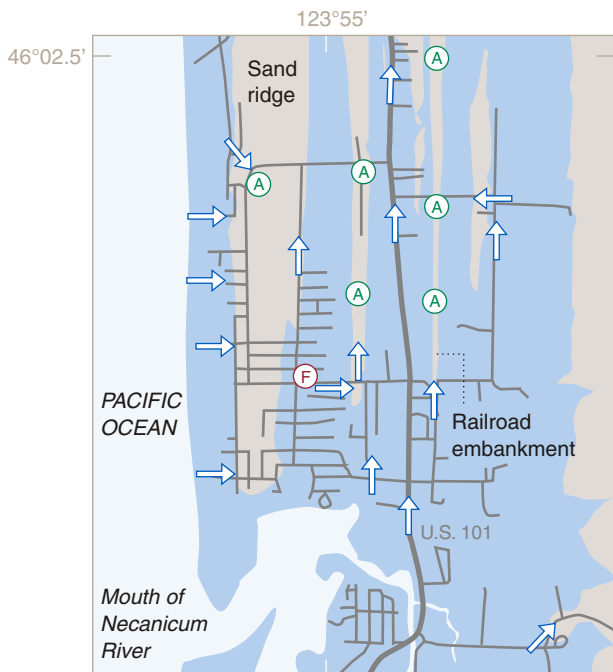 123°55’
46°02.5’
Sand
ridge
A
A
A
A
A
A
F
PACIFIC
OCEAN
Railroad
embankment
U.S. 101
Mouth of
Necanicum
River